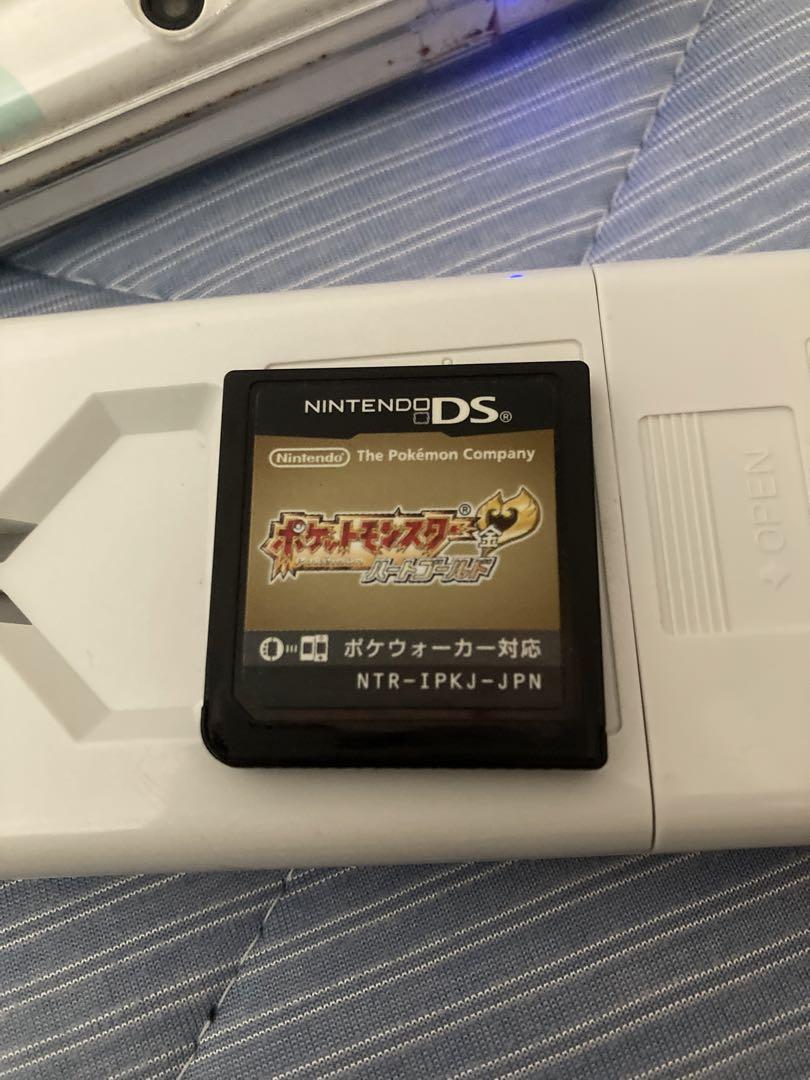 NINTENDO DS®
Nintendo® The Pokémon Company
ポケットモンスター® 金
ハートゴールド
ポケウォーカー対応
NTR-IPKJ-JPN
OPEN